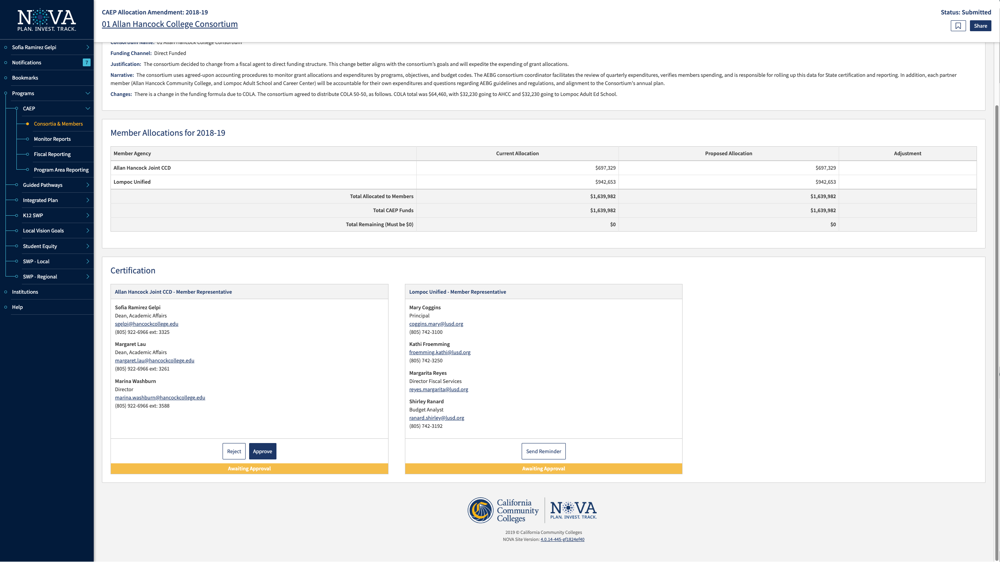 NOVA
PLAN. INVEST. TRACK.
Sofia Ramirez Gelpi
Notifications 7
Bookmarks
Programs
CAEP
Consortia & Members
Monitor Reports
Fiscal Reporting
Program Area Reporting
Guided Pathways
Integrated Plan
K12 SWP
Local Vision Goals
Student Equity
SWP - Local
SWP - Regional
Institutions
Help
CAEP Allocation Amendment: 2018-19
01 Allan Hancock College Consortium
Status: Submitted
Share
Consortium Name: 01 Allan Hancock College Consortium
Funding Channel: Direct Funded
Justification: The consortium decided to change from a fiscal agent to direct funding structure. This change better aligns with the consortium’s goals and will expedite the expending of grant allocations.
Narrative: The consortium uses agreed-upon accounting procedures to monitor grant allocations and expenditures by programs, objectives, and budget codes. The AEBG consortium coordinator facilitates the review of quarterly expenditures, verifies members spending, and is responsible for rolling up this data for State certification and reporting. In addition, each partner
member (Allan Hancock Community College, and Lompoc Adult School and Career Center) will be accountable for their own expenditures and questions regarding AEBG guidelines and regulations, and alignment to the Consortium's annual plan.
Changes: There is a change in the funding formula due to COLA. The consortium agreed to distribute COLA 50-50, as follows. COLA total was $64,460, with $32,230 going to AHCC and $32,230 going to Lompoc Adult Ed School.
Member Allocations for 2018-19
Member Agency Current Allocation Proposed Allocation Adjustment
Allan Hancock Joint CCD $697,329 $697,329
Lompoc Unified $942,653 $942,653
Total Allocated to Members $1,639,982 $1,639,982
Total CAEP Funds $1,639,982 $1,639,982
Total Remaining (Must be $0) $0 $0
Certification
Allan Hancock Joint CCD - Member Representative
Sofia Ramirez Gelpi
Dean, Academic Affairs
sgelpi@hancockcollege.edu
(805) 922-6966 ext: 3325
Margaret Lau
Dean, Academic Affairs
margaret.lau@hancockcollege.edu
(805) 922-6966 ext: 3261
Marina Washburn
Director
marina.washburn@hancockcollege.edu
(805) 922-6966 ext: 3588
Reject Approve
Awaiting Approval
Lompoc Unified - Member Representative
Mary Coggins
Principal
coggins.mary@lusd.org
(805) 742-3100
Kathi Froemming
froemming.kathi@lusd.org
(805) 742-3250
Margarita Reyes
Director Fiscal Services
reyes.margarita@lusd.org
Shirley Ranard
Budget Analyst
ranard.shirley@lusd.org
(805) 742-3192
Send Reminder
Awaiting Approval
California
Community
Colleges
NOVA
PLAN. INVEST. TRACK.
2019 © California Community Colleges
NOVA Site Version: 4.0.14-445-gf1824ef40